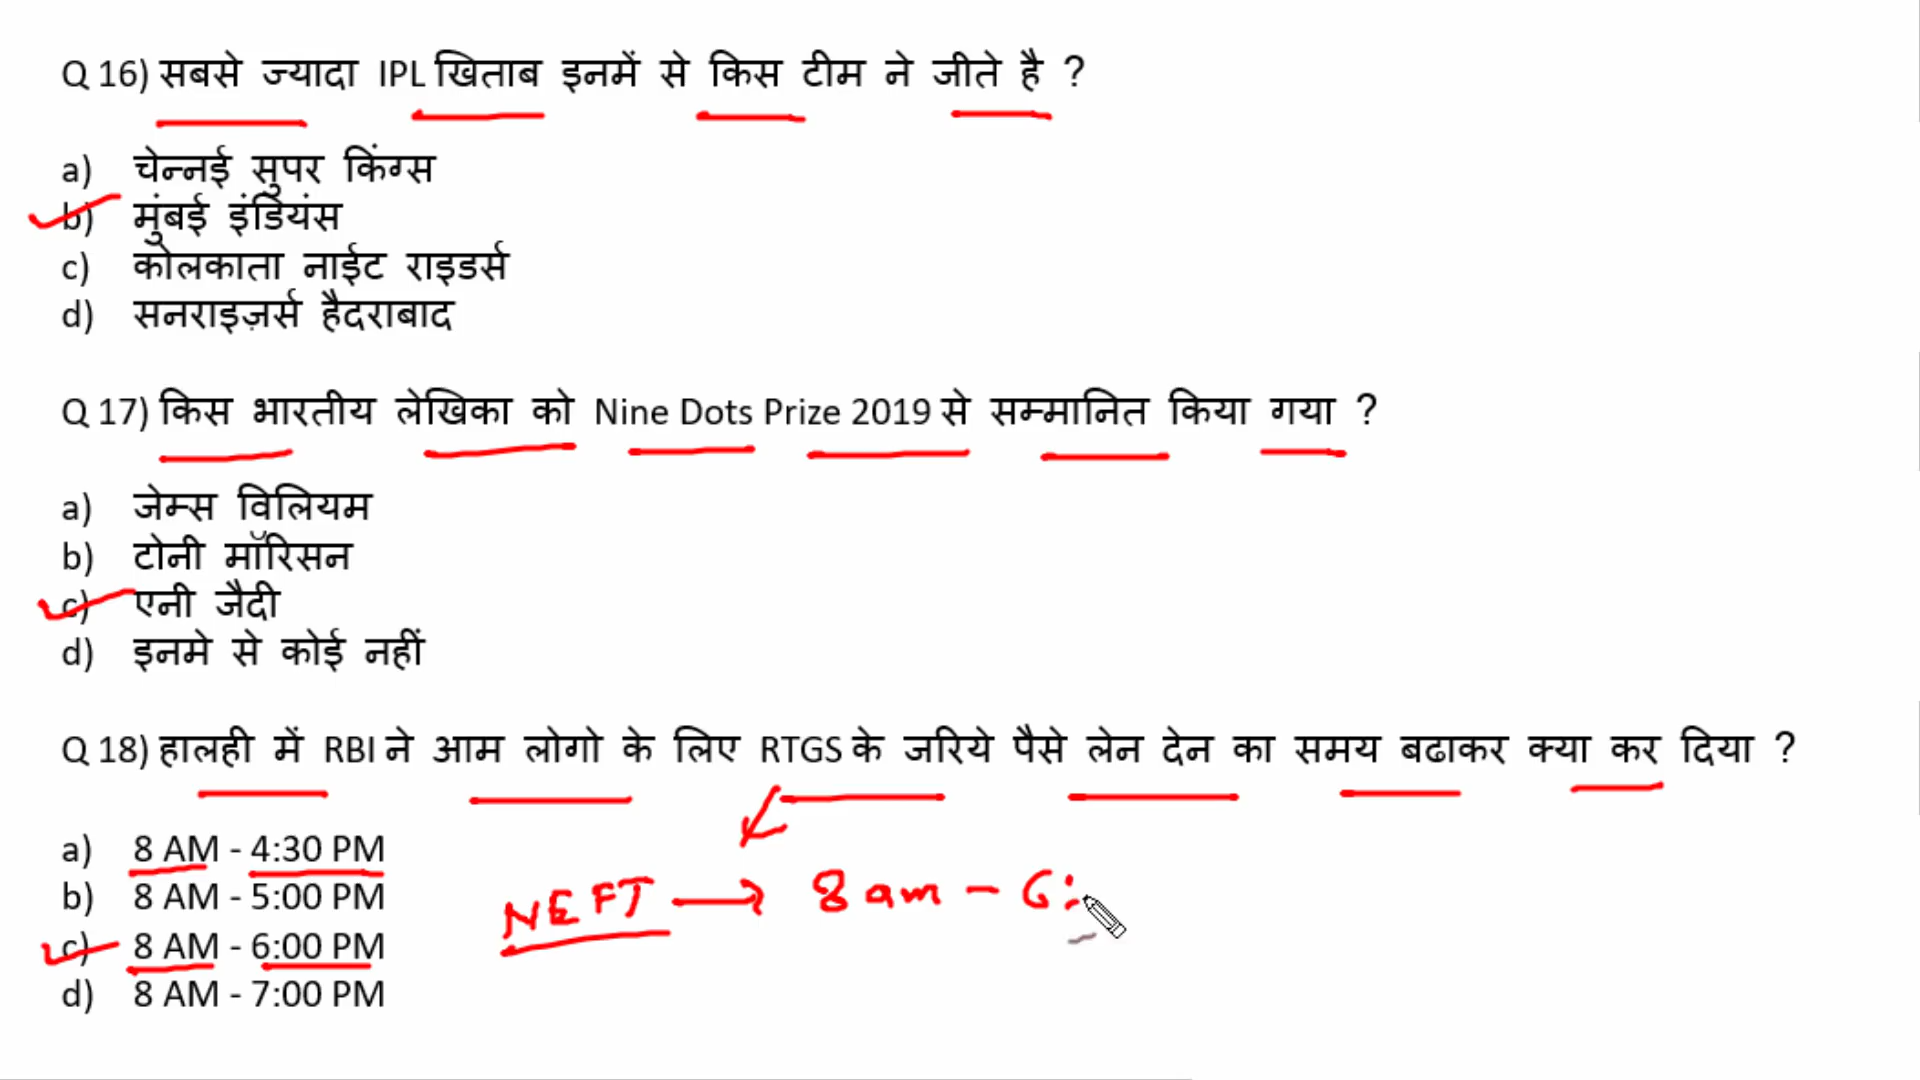 Q 16) सबसे ज्यादा IPL खिताब इनमें से किस टीम ने जीते है ?
a) चेन्नई सुपर किंग्स
b) मुंबई इंडियंस
c) कोलकाता नाईट राइडर्स
d) सनराइज़र्स हैदराबाद
Q 17) किस भारतीय लेखिका को Nine Dots Prize 2019 से सम्मानित किया गया ?
a) जेम्स विलियम
b) टोनी मॉरिसन
c) एनी जैदी
d) इनमे से कोई नहीं
Q 18) हालही में RBI ने आम लोगो के लिए RTGS के जरिये पैसे लेन देन का समय बढाकर क्या कर दिया ?
a) 8 AM - 4:30 PM
b) 8 AM - 5:00 PM
NEFT → 8 am - 6:
c) 8 AM - 6:00 PM
d) 8 AM - 7:00 PM